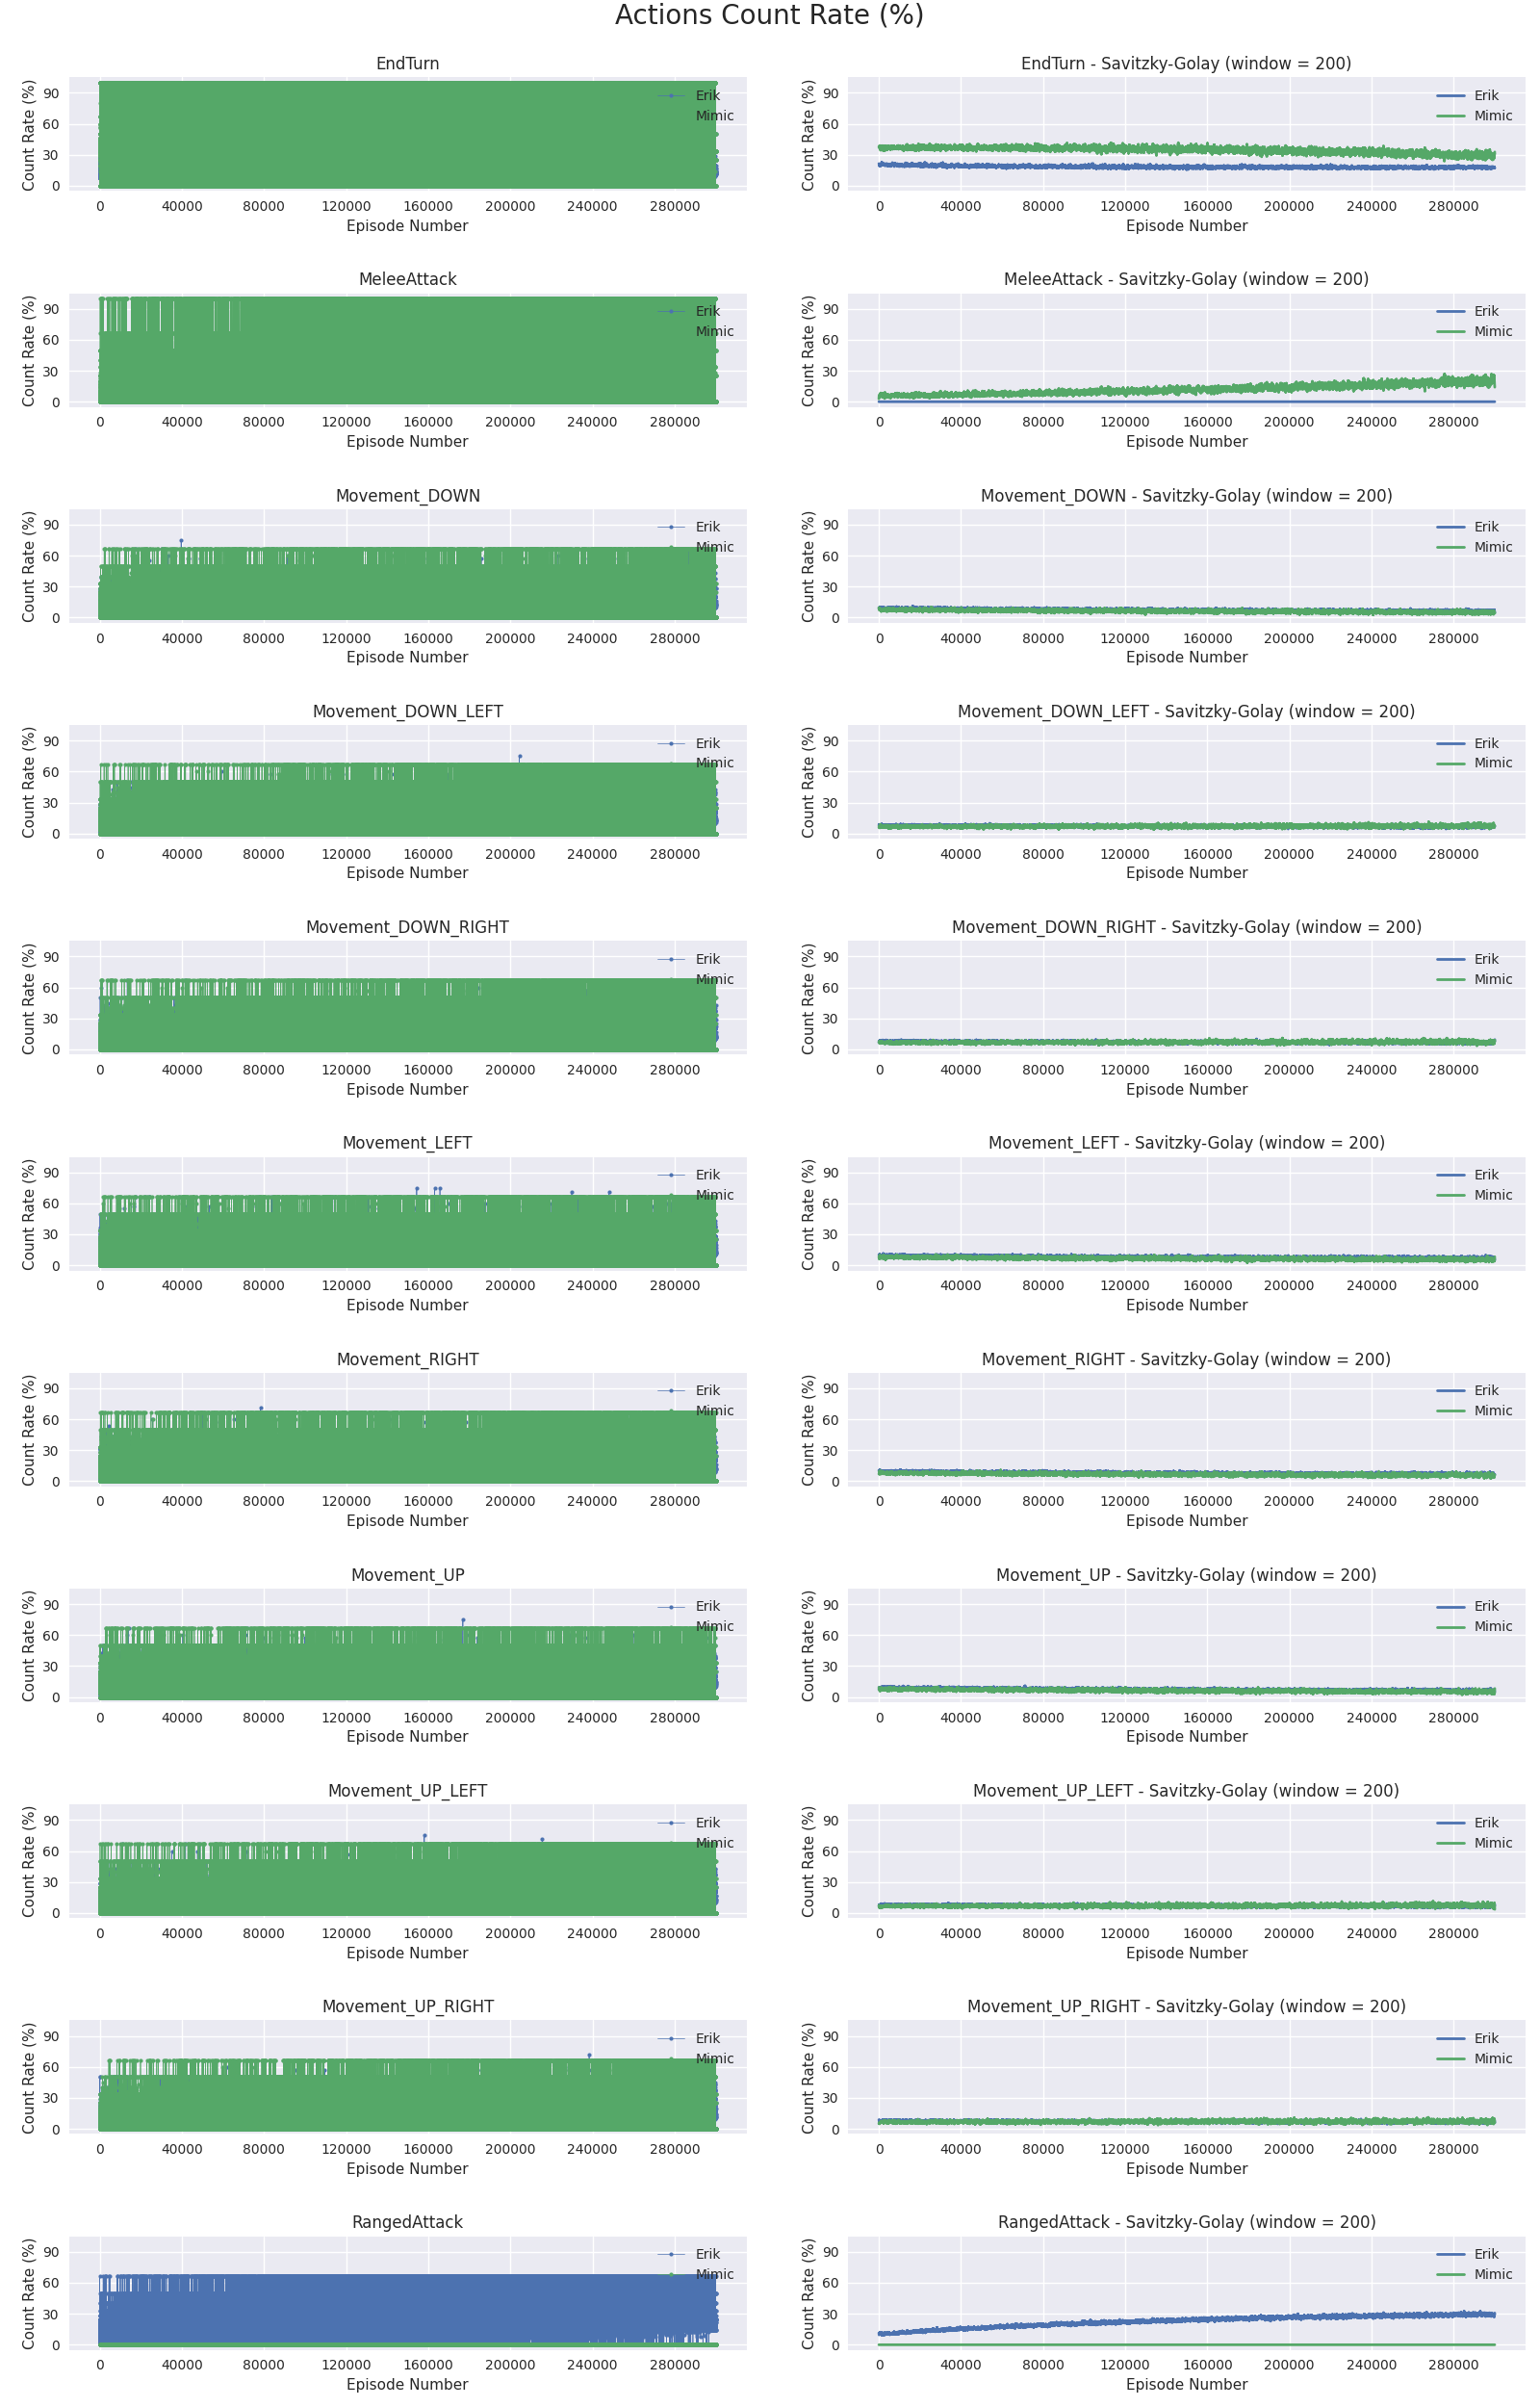 Actions Count Rate (%)
EndTurn
Count Rate (%)
90
60
30
0
Erik
Mimic
0 40000 80000 120000 160000 200000 240000 280000
Episode Number
EndTurn - Savitzky-Golay (window = 200)
Count Rate (%)
90
60
30
0
Erik
Mimic
0 40000 80000 120000 160000 200000 240000 280000
Episode Number
MeleeAttack
Count Rate (%)
90
60
30
0
Erik
Mimic
0 40000 80000 120000 160000 200000 240000 280000
Episode Number
MeleeAttack - Savitzky-Golay (window = 200)
Count Rate (%)
90
60
30
0
Erik
Mimic
0 40000 80000 120000 160000 200000 240000 280000
Episode Number
Movement_DOWN
Count Rate (%)
90
60
30
0
Erik
Mimic
0 40000 80000 120000 160000 200000 240000 280000
Episode Number
Movement_DOWN - Savitzky-Golay (window = 200)
Count Rate (%)
90
60
30
0
Erik
Mimic
0 40000 80000 120000 160000 200000 240000 280000
Episode Number
Movement_DOWN_LEFT
Count Rate (%)
90
60
30
0
Erik
Mimic
0 40000 80000 120000 160000 200000 240000 280000
Episode Number
Movement_DOWN_LEFT - Savitzky-Golay (window = 200)
Count Rate (%)
90
60
30
0
Erik
Mimic
0 40000 80000 120000 160000 200000 240000 280000
Episode Number
Movement_DOWN_RIGHT
Count Rate (%)
90
60
30
0
Erik
Mimic
0 40000 80000 120000 160000 200000 240000 280000
Episode Number
Movement_DOWN_RIGHT - Savitzky-Golay (window = 200)
Count Rate (%)
90
60
30
0
Erik
Mimic
0 40000 80000 120000 160000 200000 240000 280000
Episode Number
Movement_LEFT
Count Rate (%)
90
60
30
0
Erik
Mimic
0 40000 80000 120000 160000 200000 240000 280000
Episode Number
Movement_LEFT - Savitzky-Golay (window = 200)
Count Rate (%)
90
60
30
0
Erik
Mimic
0 40000 80000 120000 160000 200000 240000 280000
Episode Number
Movement_RIGHT
Count Rate (%)
90
60
30
0
Erik
Mimic
0 40000 80000 120000 160000 200000 240000 280000
Episode Number
Movement_RIGHT - Savitzky-Golay (window = 200)
Count Rate (%)
90
60
30
0
Erik
Mimic
0 40000 80000 120000 160000 200000 240000 280000
Episode Number
Movement_UP
Count Rate (%)
90
60
30
0
Erik
Mimic
0 40000 80000 120000 160000 200000 240000 280000
Episode Number
Movement_UP - Savitzky-Golay (window = 200)
Count Rate (%)
90
60
30
0
Erik
Mimic
0 40000 80000 120000 160000 200000 240000 280000
Episode Number
Movement_UP_LEFT
Count Rate (%)
90
60
30
0
Erik
Mimic
0 40000 80000 120000 160000 200000 240000 280000
Episode Number
Movement_UP_LEFT - Savitzky-Golay (window = 200)
Count Rate (%)
90
60
30
0
Erik
Mimic
0 40000 80000 120000 160000 200000 240000 280000
Episode Number
Movement_UP_RIGHT
Count Rate (%)
90
60
30
0
Erik
Mimic
0 40000 80000 120000 160000 200000 240000 280000
Episode Number
Movement_UP_RIGHT - Savitzky-Golay (window = 200)
Count Rate (%)
90
60
30
0
Erik
Mimic
0 40000 80000 120000 160000 200000 240000 280000
Episode Number
RangedAttack
Count Rate (%)
90
60
30
0
Erik
Mimic
0 40000 80000 120000 160000 200000 240000 280000
Episode Number
RangedAttack - Savitzky-Golay (window = 200)
Count Rate (%)
90
60
30
0
Erik
Mimic
0 40000 80000 120000 160000 200000 240000 280000
Episode Number